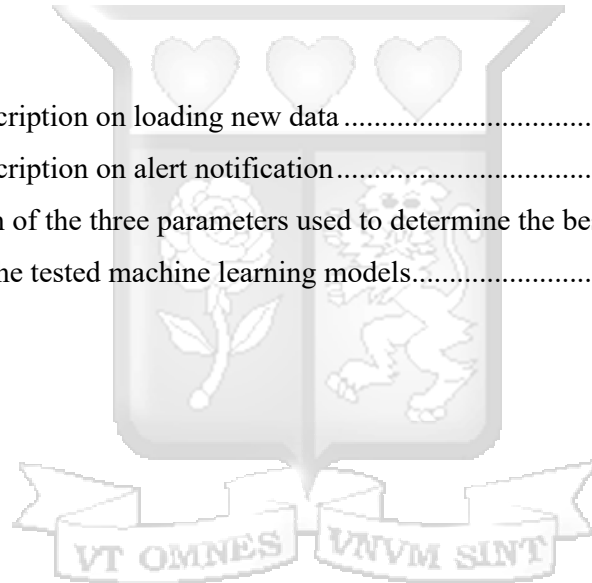 cription on loading new data ................................
cription on alert notification.................................
n of the three parameters used to determine the be
ne tested machine learning models.......................
VT OMNES VNVM SINT